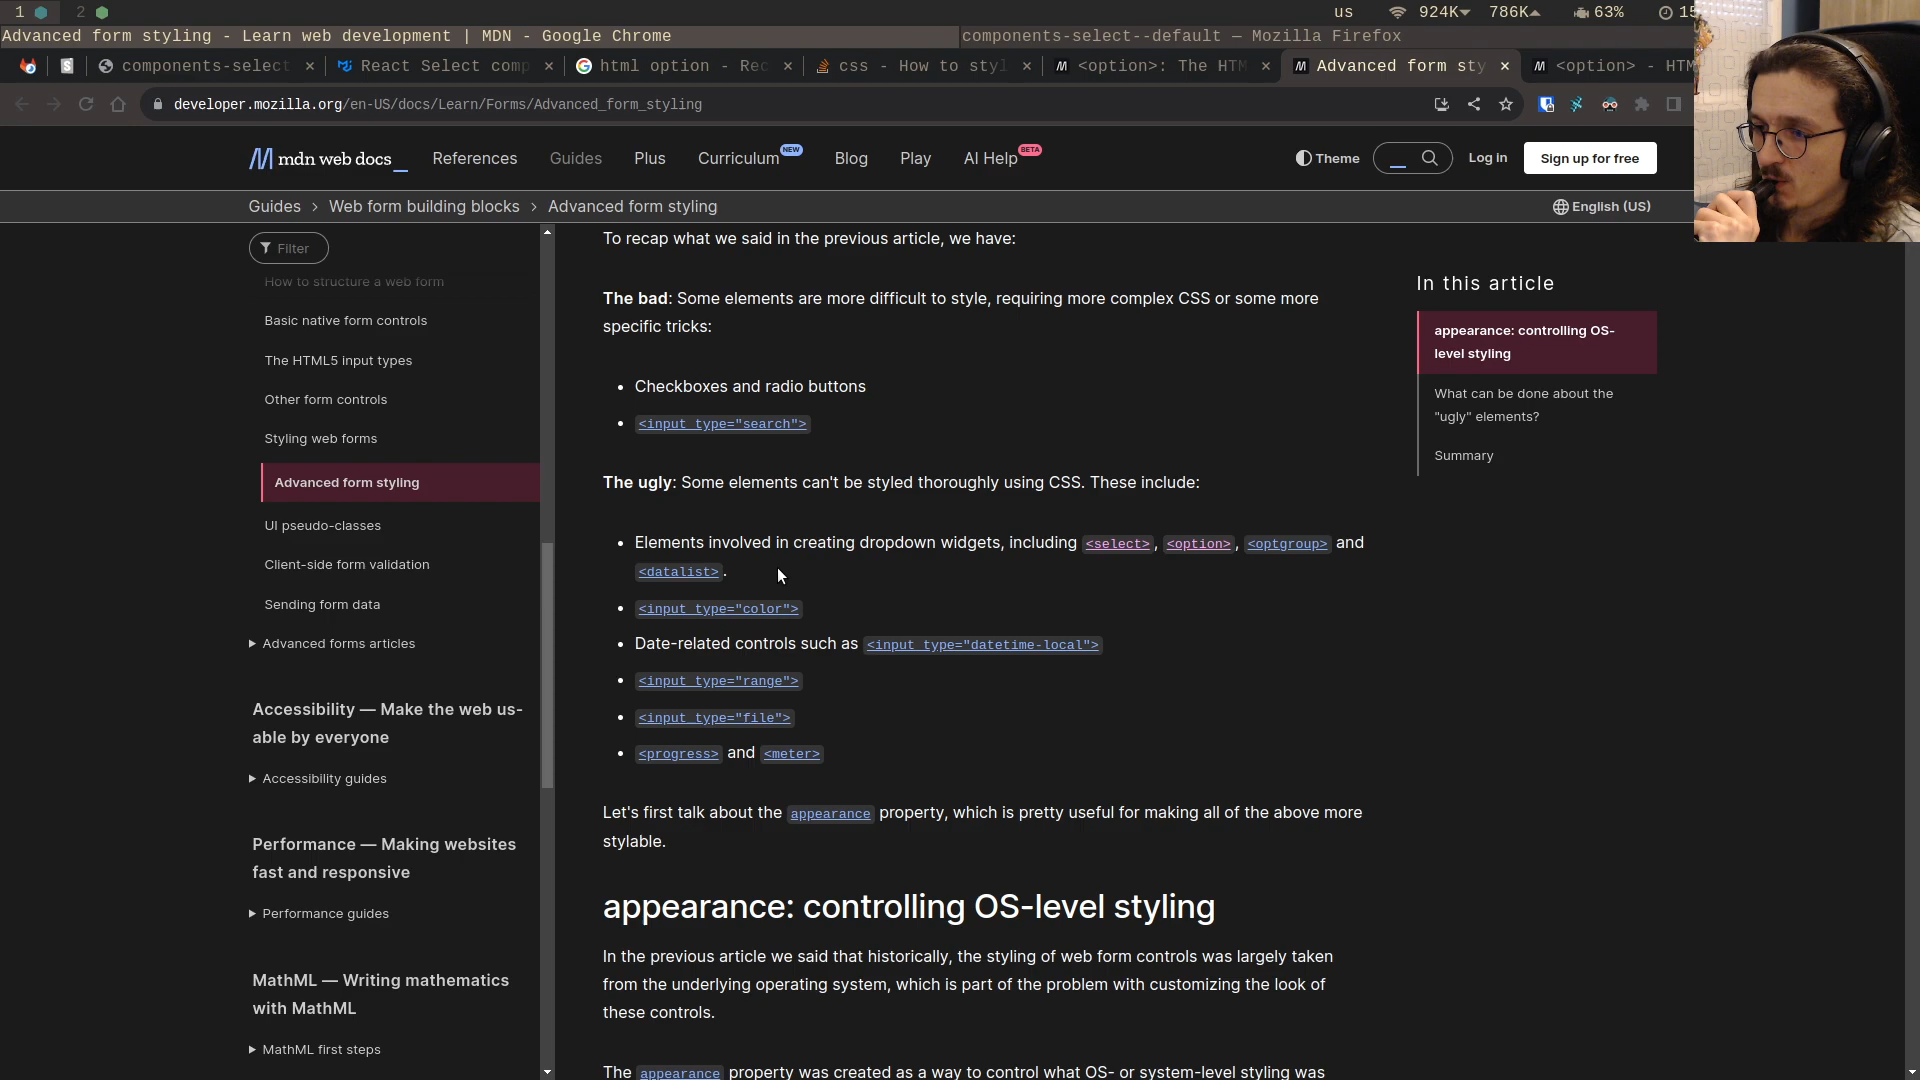 1 2 us 924K 786K 63% 15
Advanced form styling - Learn web development | MDN - Google Chrome components-select--default — Mozilla Firefox
components-select React Select comp html option - Rec css - How to styl <option>: The HTM Advanced form sty <option> - HTM
developer.mozilla.org/en-US/docs/Learn/Forms/Advanced_form_styling
mdn web docs_ References Guides Plus Curriculum NEW Blog Play AI Help BETA Theme Log in Sign up for free
Guides > Web form building blocks > Advanced form styling English (US)
Filter
How to structure a web form
Basic native form controls
The HTML5 input types
Other form controls
Styling web forms
Advanced form styling
UI pseudo-classes
Client-side form validation
Sending form data
Advanced forms articles
Accessibility — Make the web us-
able by everyone
Accessibility guides
Performance — Making websites
fast and responsive
Performance guides
MathML — Writing mathematics
with MathML
MathML first steps
To recap what we said in the previous article, we have:
The bad: Some elements are more difficult to style, requiring more complex CSS or some more
specific tricks:
• Checkboxes and radio buttons
• <input type="search">
The ugly: Some elements can't be styled thoroughly using CSS. These include:
• Elements involved in creating dropdown widgets, including <select>, <option>, <optgroup> and
<datalist>.
• <input type="color">
• Date-related controls such as <input type="datetime-local">
• <input type="range">
• <input type="file">
• <progress> and <meter>
Let's first talk about the appearance property, which is pretty useful for making all of the above more
stylable.
appearance: controlling OS-level styling
In the previous article we said that historically, the styling of web form controls was largely taken
from the underlying operating system, which is part of the problem with customizing the look of
these controls.
The appearance property was created as a way to control what OS- or system-level styling was
In this article
appearance: controlling OS-
level styling
What can be done about the
"ugly" elements?
Summary